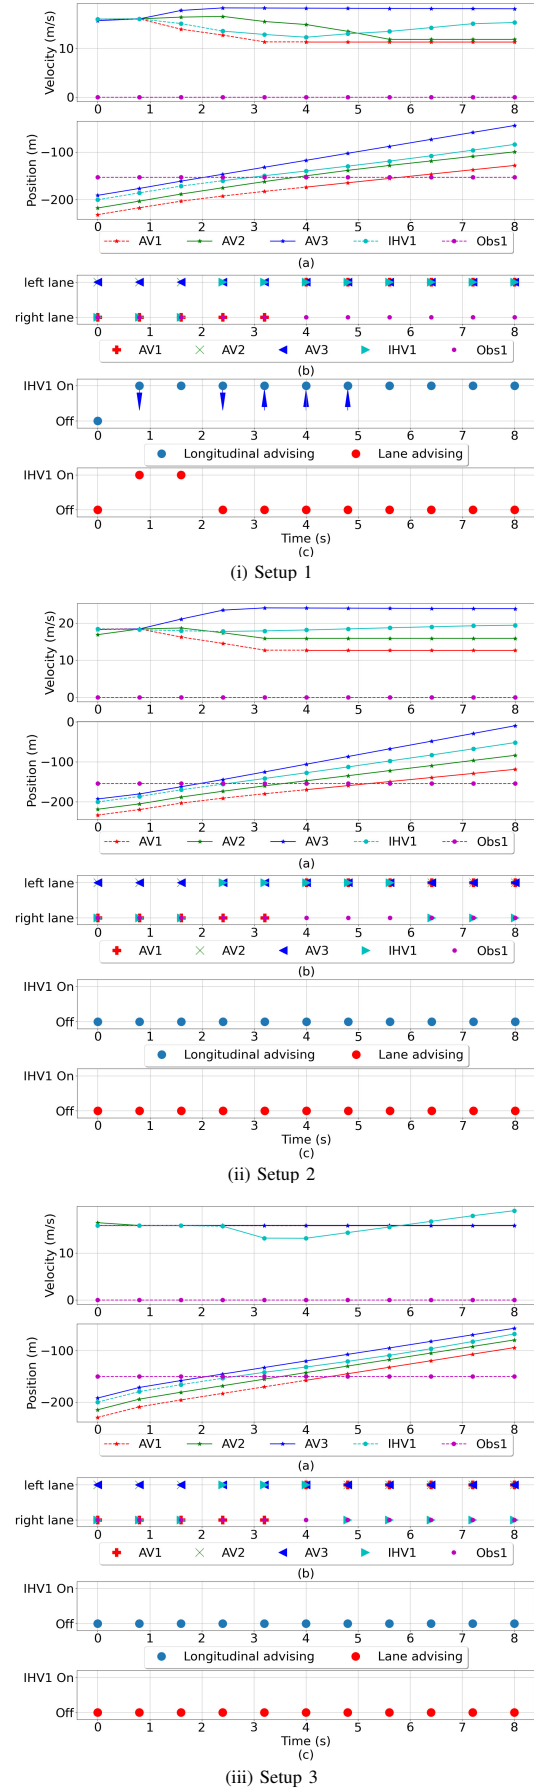 Velocity (m/s)
10
0
0 1 2 3 4 5 6 7 8
Position (m)
−100
−200
0 1 2 3 4 5 6 7 8
AV1 AV2 AV3 IHV1 Obs1
(a)
left lane
right lane
0 1 2 3 4 5 6 7 8
AV1 AV2 AV3 IHV1 Obs1
(b)
IHV1 On
Off
0 1 2 3 4 5 6 7 8
Longitudinal advising Lane advising
IHV1 On
Off
0 1 2 3 4 5 6 7 8
Time (s)
(c)
(i) Setup 1
Velocity (m/s)
20
10
0
0 1 2 3 4 5 6 7 8
Position (m)
0
−100
−200
0 1 2 3 4 5 6 7 8
AV1 AV2 AV3 IHV1 Obs1
(a)
left lane
right lane
0 1 2 3 4 5 6 7 8
AV1 AV2 AV3 IHV1 Obs1
(b)
IHV1 On
Off
0 1 2 3 4 5 6 7 8
Longitudinal advising Lane advising
IHV1 On
Off
0 1 2 3 4 5 6 7 8
Time (s)
(c)
(ii) Setup 2
Velocity (m/s)
10
0
0 1 2 3 4 5 6 7 8
Position (m)
−100
−200
0 1 2 3 4 5 6 7 8
AV1 AV2 AV3 IHV1 Obs1
(a)
left lane
right lane
0 1 2 3 4 5 6 7 8
AV1 AV2 AV3 IHV1 Obs1
(b)
IHV1 On
Off
0 1 2 3 4 5 6 7 8
Longitudinal advising Lane advising
IHV1 On
Off
0 1 2 3 4 5 6 7 8
Time (s)
(c)
(iii) Setup 3